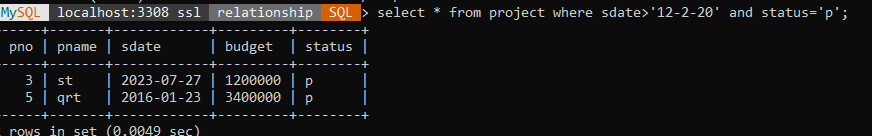 MySQL localhost:3308 ssl relationship SQL > select * from project where sdate>'12-2-20' and status='p';
+-----+-------+------------+---------+--------+
| pno | pname | sdate | budget | status |
+-----+-------+------------+---------+--------+
| 3 | st | 2023-07-27 | 1200000 | p |
| 5 | qrt | 2016-01-23 | 3400000 | p |
+-----+-------+------------+---------+--------+
rows in set (0.0049 sec)